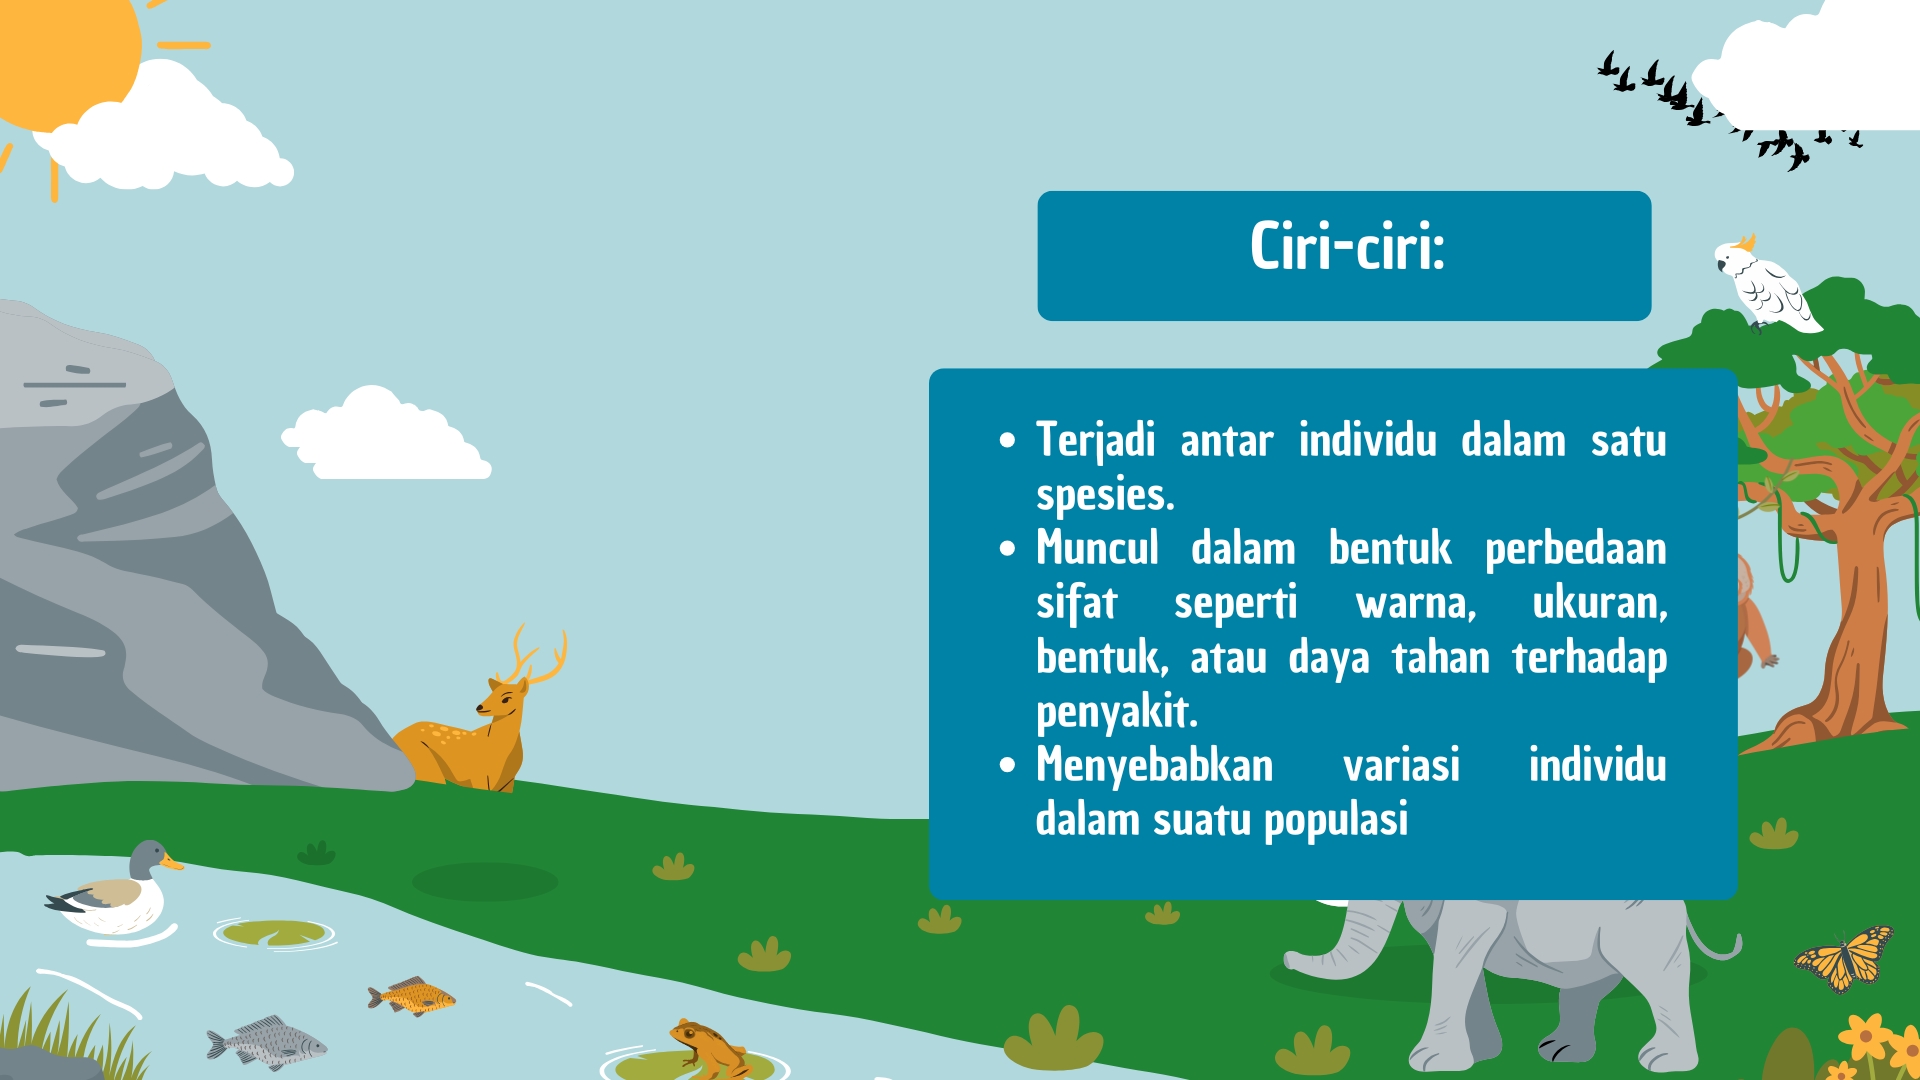 Ciri-ciri:
• Terjadi antar individu dalam satu
spesies.
• Muncul dalam bentuk perbedaan
sifat seperti warna, ukuran,
bentuk, atau daya tahan terhadap
penyakit.
• Menyebabkan variasi individu
dalam suatu populasi